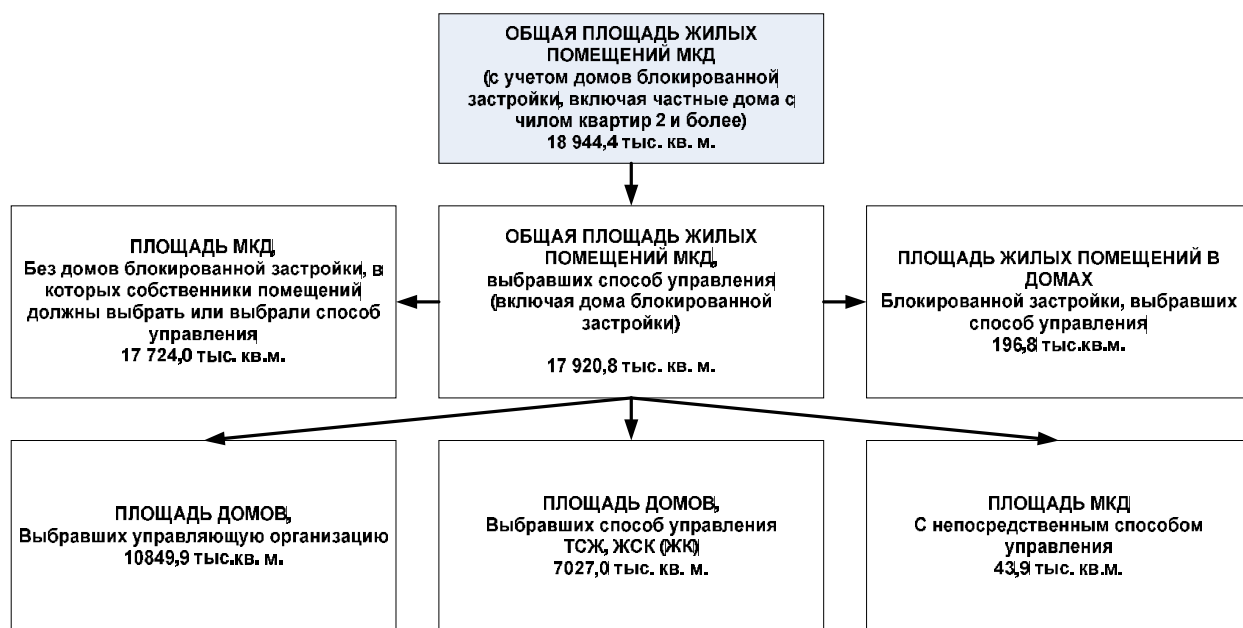 ОБЩАЯ ПЛОЩАДЬ ЖИЛЫХ
ПОМЕЩЕНИЙ МКД
(с учетом домов блокированной
застройки, включая частные дома с
чилом квартир 2 и более)
18 944,4 тыс. кв. м.
ПЛОЩАДЬ МКД,
Без домов блокированной застройки, в
которых собственники помещений
должны выбрать или выбрали способ
управления
17 724,0 тыс. кв.м.
ОБЩАЯ ПЛОЩАДЬ ЖИЛЫХ
ПОМЕЩЕНИЙ МКД,
выбравших способ управления
(включая дома блокированной
застройки)
17 920,8 тыс. кв. м.
ПЛОЩАДЬ ЖИЛЫХ ПОМЕЩЕНИЙ В
ДОМАХ
Блокированной застройки, выбравших
способ управления
196,8 тыс.кв.м.
ПЛОЩАДЬ ДОМОВ,
Выбравших управляющую организацию
10849,9 тыс.кв. м.
ПЛОЩАДЬ ДОМОВ,
Выбравших способ управления
ТСЖ, ЖСК (ЖК)
7027,0 тыс. кв. м.
ПЛОЩАДЬ МКД
С непосредственным способом
управления
43,9 тыс. кв.м.